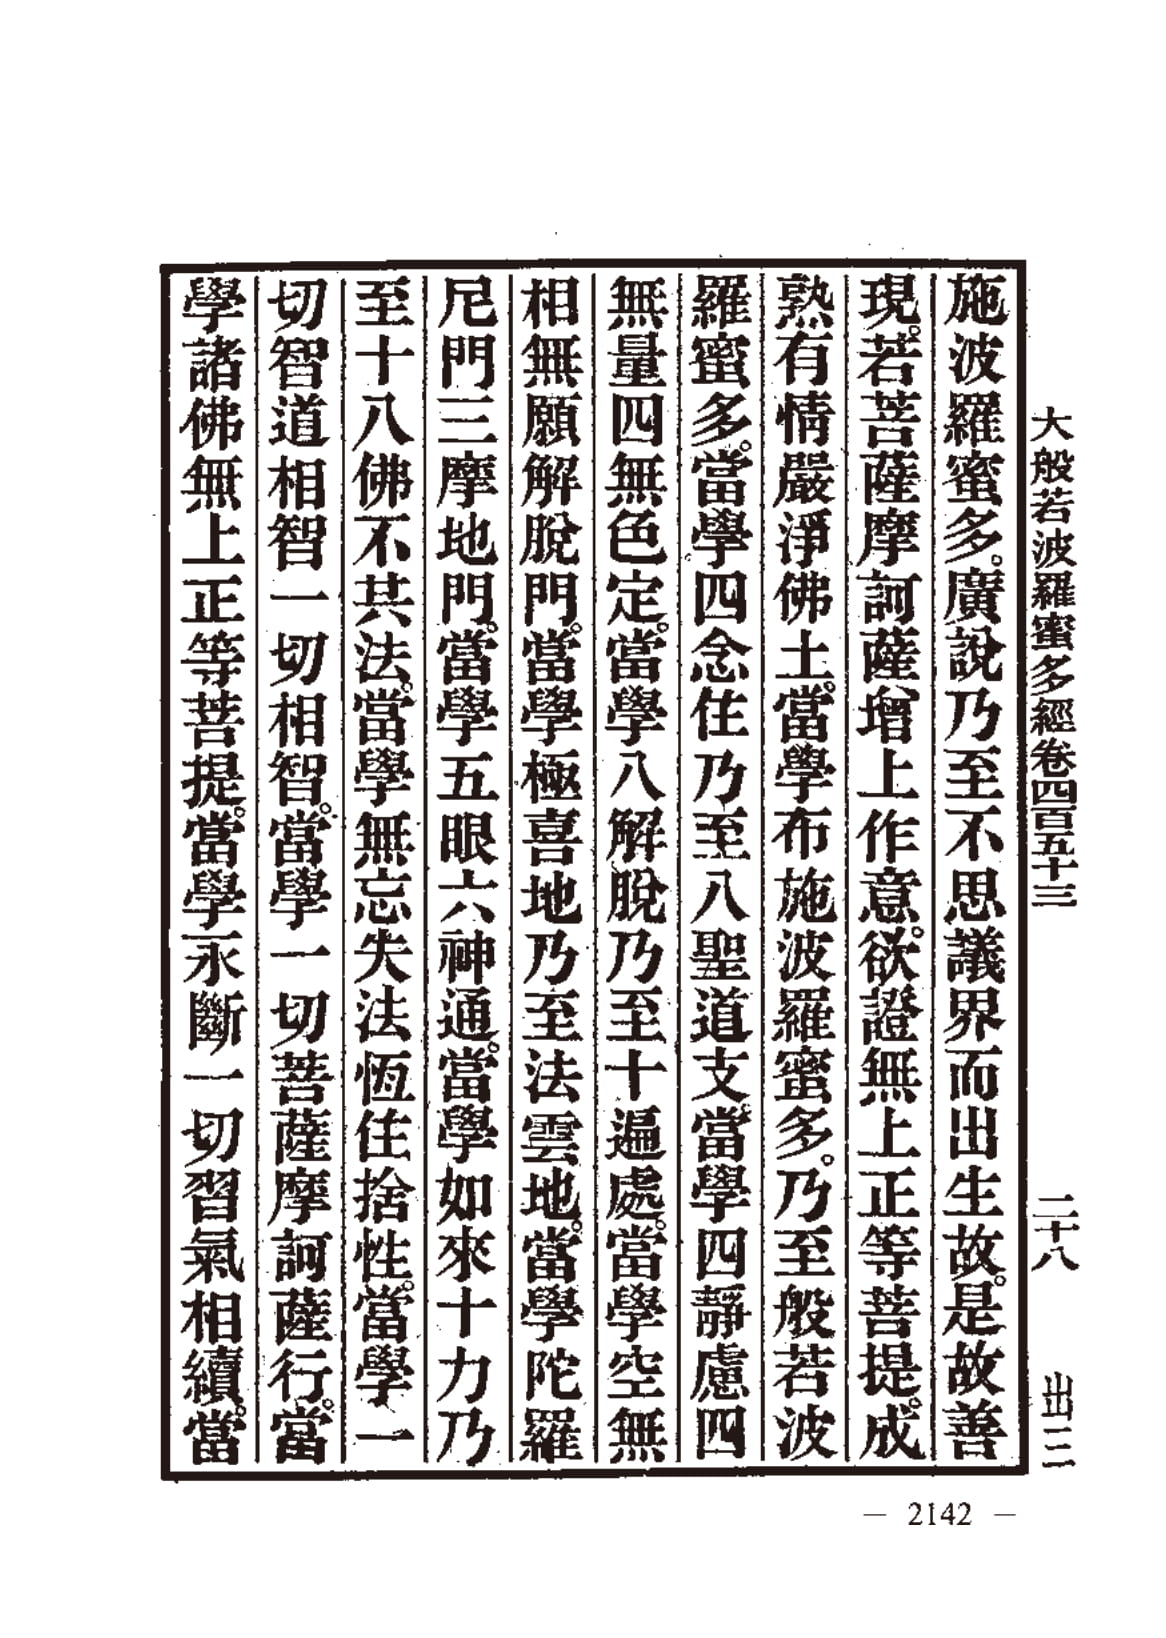 大般若波羅蜜多經卷四百五十三 二十八 出三
施波羅蜜多。廣說乃至不思議界而出生故。是故善
現。若菩薩摩訶薩增上作意。欲證無上正等菩提。成
熟有情嚴淨佛土。當學布施波羅蜜多。乃至般若波
羅蜜多。當學四念住乃至八聖道支當學四靜慮四
無量四無色定。當學八解脫乃至十遍處。當學空無
相無願解脫門。當學極喜地乃至法雲地。當學陀羅
尼門三摩地門。當學五眼六神通。當學如來十力乃
至十八佛不共法。當學無忘失法恆住捨性。當學一
切智道相智一切相智。當學一切菩薩摩訶薩行。當
學諸佛無上正等菩提。當學永斷一切習氣相續。當
— 2142 —